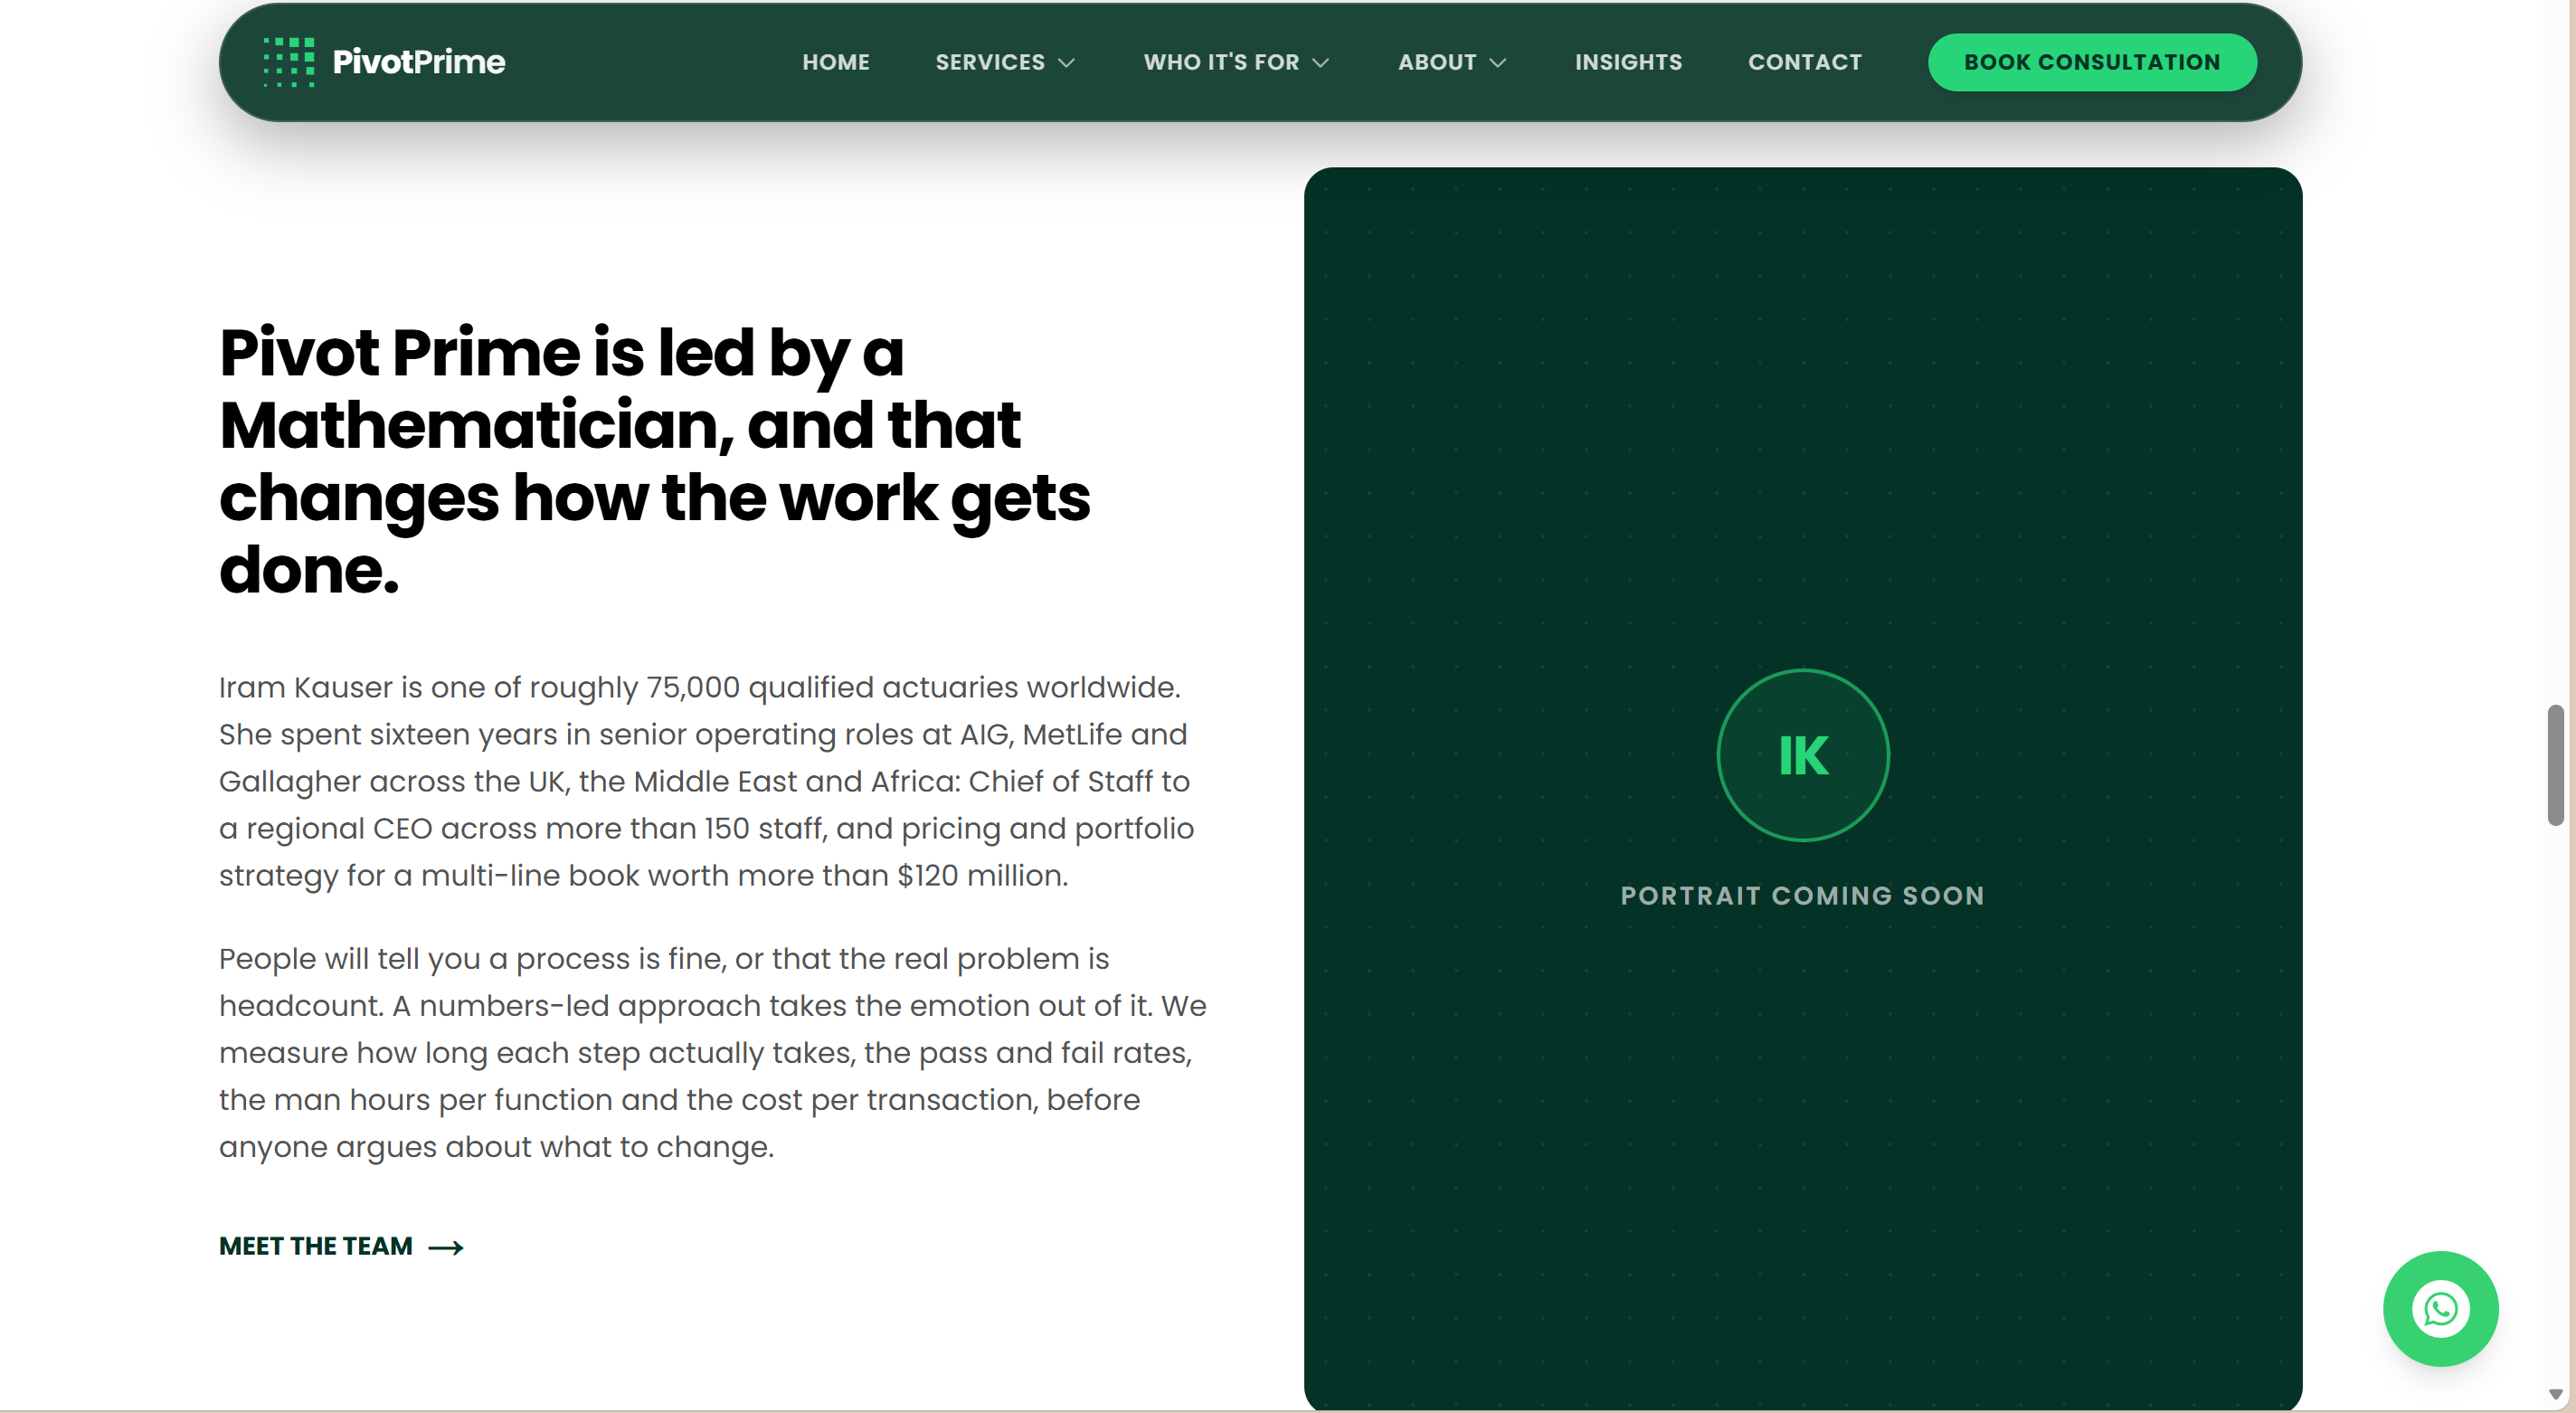 PivotPrime
HOME
SERVICES
WHO IT'S FOR
ABOUT
INSIGHTS
CONTACT
BOOK CONSULTATION
Pivot Prime is led by a
Mathematician, and that
changes how the work gets
done.
Iram Kauser is one of roughly 75,000 qualified actuaries worldwide.
She spent sixteen years in senior operating roles at AIG, MetLife and
Gallagher across the UK, the Middle East and Africa: Chief of Staff to
a regional CEO across more than 150 staff, and pricing and portfolio
strategy for a multi-line book worth more than $120 million.
People will tell you a process is fine, or that the real problem is
headcount. A numbers-led approach takes the emotion out of it. We
measure how long each step actually takes, the pass and fail rates,
the man hours per function and the cost per transaction, before
anyone argues about what to change.
MEET THE TEAM →
IK
PORTRAIT COMING SOON